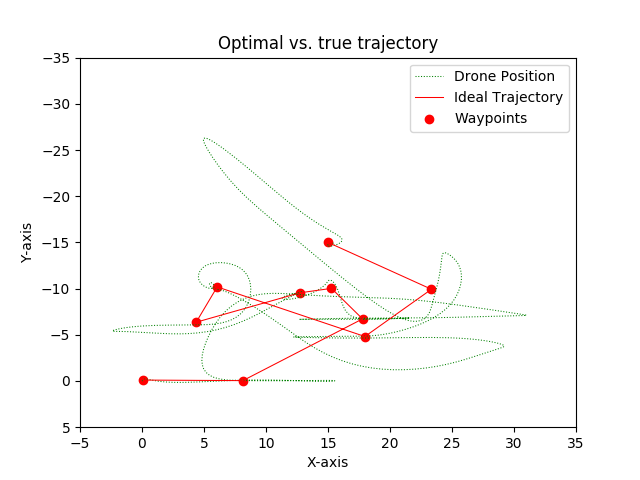 Optimal vs. true trajectory
Drone Position
Ideal Trajectory
Waypoints
Y-axis
−35
−30
−25
−20
−15
−10
−5
0
5
−5 0 5 10 15 20 25 30 35
X-axis